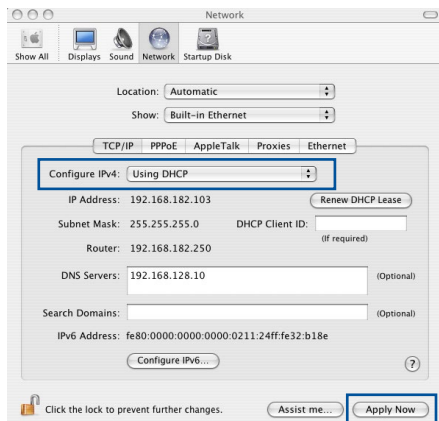 Network
Show All Displays Sound Network Startup Disk
Location: Automatic
Show: Built-in Ethernet
TCP/IP PPPoE AppleTalk Proxies Ethernet
Configure IPv4: Using DHCP
IP Address: 192.168.182.103 Renew DHCP Lease
Subnet Mask: 255.255.255.0 DHCP Client ID:
(If required)
Router: 192.168.182.250
DNS Servers: 192.168.128.10 (Optional)
Search Domains: (Optional)
IPv6 Address: fe80:0000:0000:0000:0211:24ff:fe32:b18e
Configure IPv6... ?
Click the lock to prevent further changes. Assist me... Apply Now